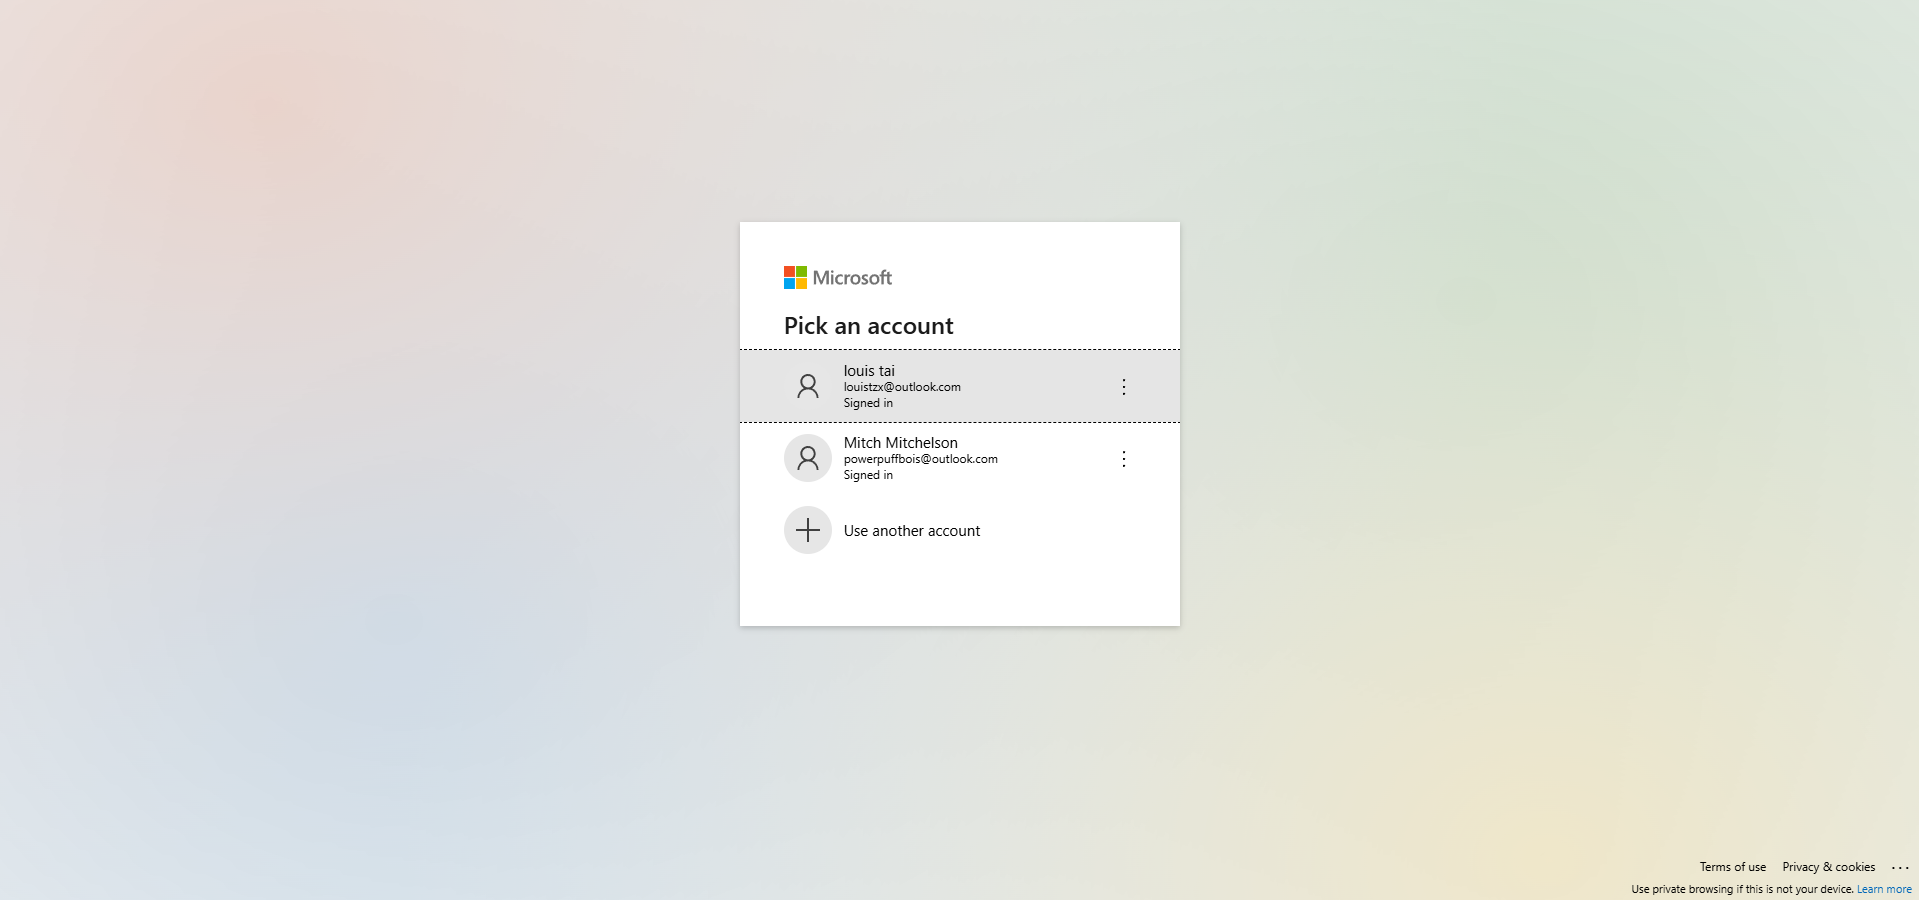 Microsoft
Pick an account
louis tai
louistzx@outlook.com
Signed in
Mitch Mitchelson
powerpuffbois@outlook.com
Signed in
Use another account
Terms of use Privacy & cookies ...
Use private browsing if this is not your device. Learn more